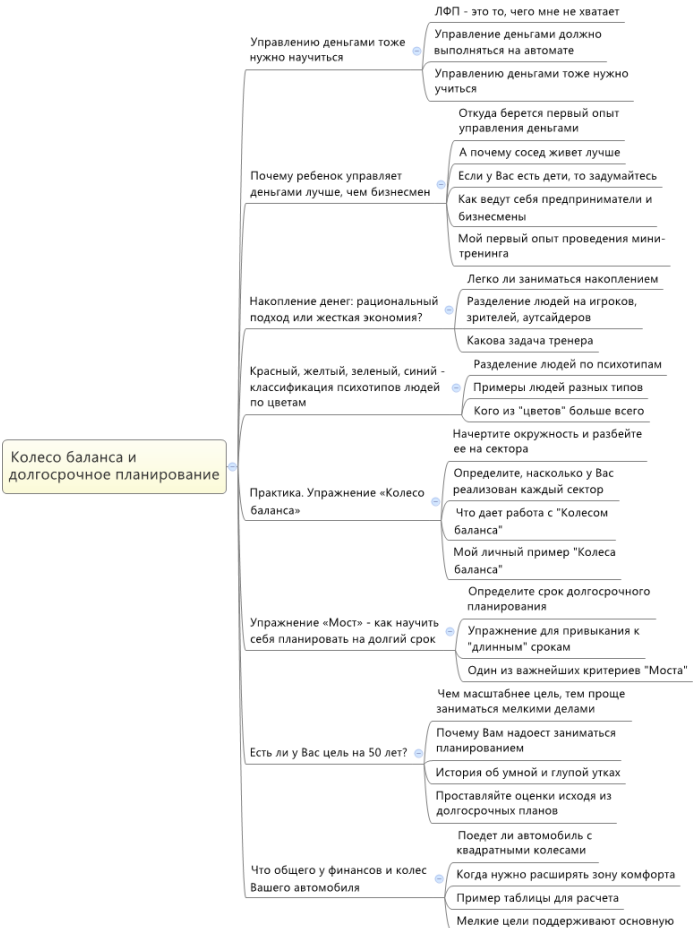 Колесо баланса и
долгосрочное планирование
Управлению деньгами тоже
нужно научиться
ЛФП - это то, чего мне не хватает
Управление деньгами должно
выполняться на автомате
Управлению деньгами тоже нужно
учиться
Почему ребенок управляет
деньгами лучше, чем бизнесмен
Откуда берется первый опыт
управления деньгами
А почему сосед живет лучше
Если у Вас есть дети, то задумайтесь
Как ведут себя предприниматели и
бизнесмены
Мой первый опыт проведения мини-
тренинга
Накопление денег: рациональный
подход или жесткая экономия?
Легко ли заниматься накоплением
Разделение людей на игроков,
зрителей, аутсайдеров
Какова задача тренера
Красный, желтый, зеленый, синий -
классификация психотипов людей
по цветам
Разделение людей по психотипам
Примеры людей разных типов
Кого из "цветов" больше всего
Практика. Упражнение «Колесо
баланса»
Начертите окружность и разбейте
ее на сектора
Определите, насколько у Вас
реализован каждый сектор
Что дает работа с "Колесом
баланса"
Мой личный пример "Колеса
баланса"
Упражнение «Мост» - как научить
себя планировать на долгий срок
Определите срок долгосрочного
планирования
Упражнение для привыкания к
"длинным" срокам
Один из важнейших критериев "Моста"
Есть ли у Вас цель на 50 лет?
Чем масштабнее цель, тем проще
заниматься мелкими делами
Почему Вам надоест заниматься
планированием
История об умной и глупой утках
Проставляйте оценки исходя из
долгосрочных планов
Что общего у финансов и колес
Вашего автомобиля
Поедет ли автомобиль с
квадратными колесами
Когда нужно расширять зону комфорта
Пример таблицы для расчета
Мелкие цели поддерживают основную